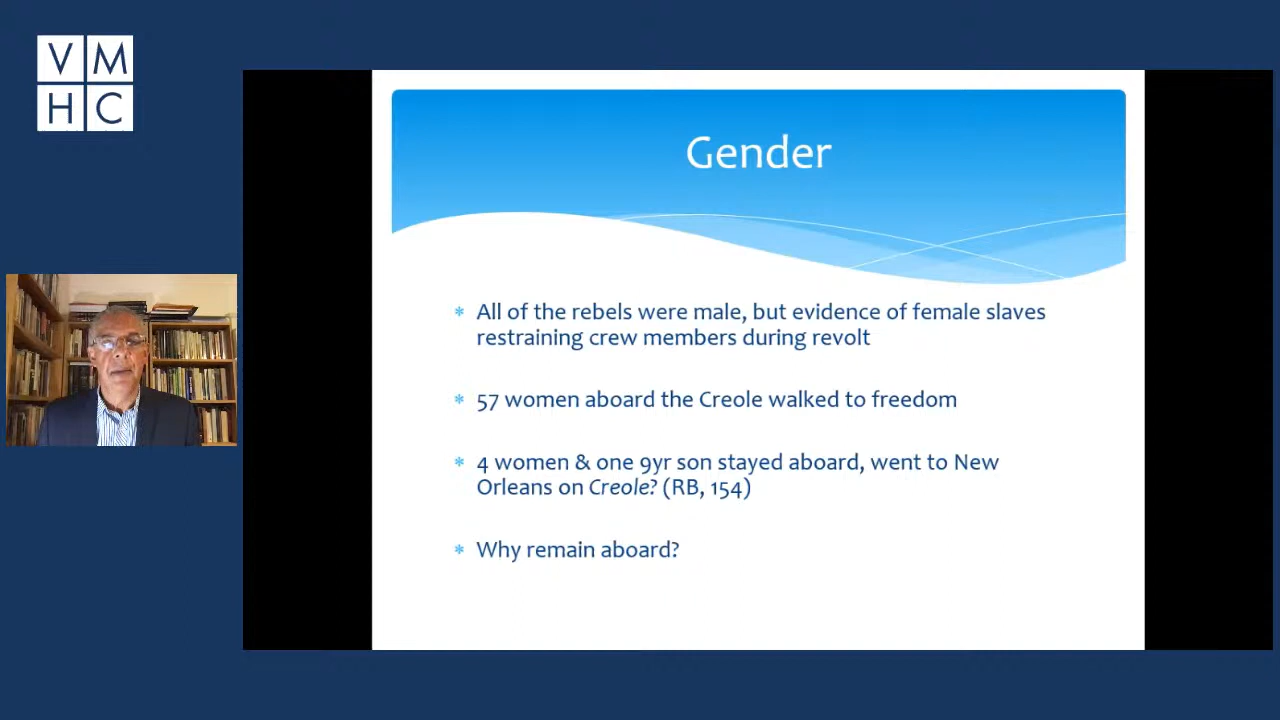 VM
HC
Gender
* All of the rebels were male, but evidence of female slaves
restraining crew members during revolt
* 57 women aboard the Creole walked to freedom
* 4 women & one 9yr son stayed aboard, went to New
Orleans on Creole? (RB, 154)
* Why remain aboard?